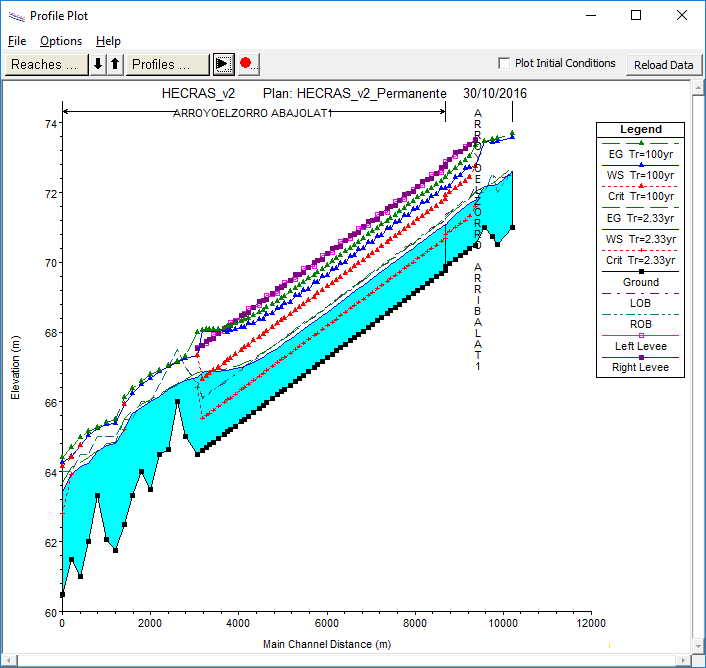 Profile Plot
File Options Help
Reaches ... Profiles ... Plot Initial Conditions Reload Data
HECRAS_v2 Plan: HECRAS_v2_Permanente 30/10/2016
ARROYOELZORRO ABAJOLAT1
ARROYOELZORRO ARRIBALAT1
Legend
EG Tr=100yr
WS Tr=100yr
Crit Tr=100yr
EG Tr=2.33yr
WS Tr=2.33yr
Crit Tr=2.33yr
Ground
LOB
ROB
Left Levee
Right Levee
74
72
70
68
66
64
62
60
Elevation (m)
0 2000 4000 6000 8000 10000 12000
Main Channel Distance (m)